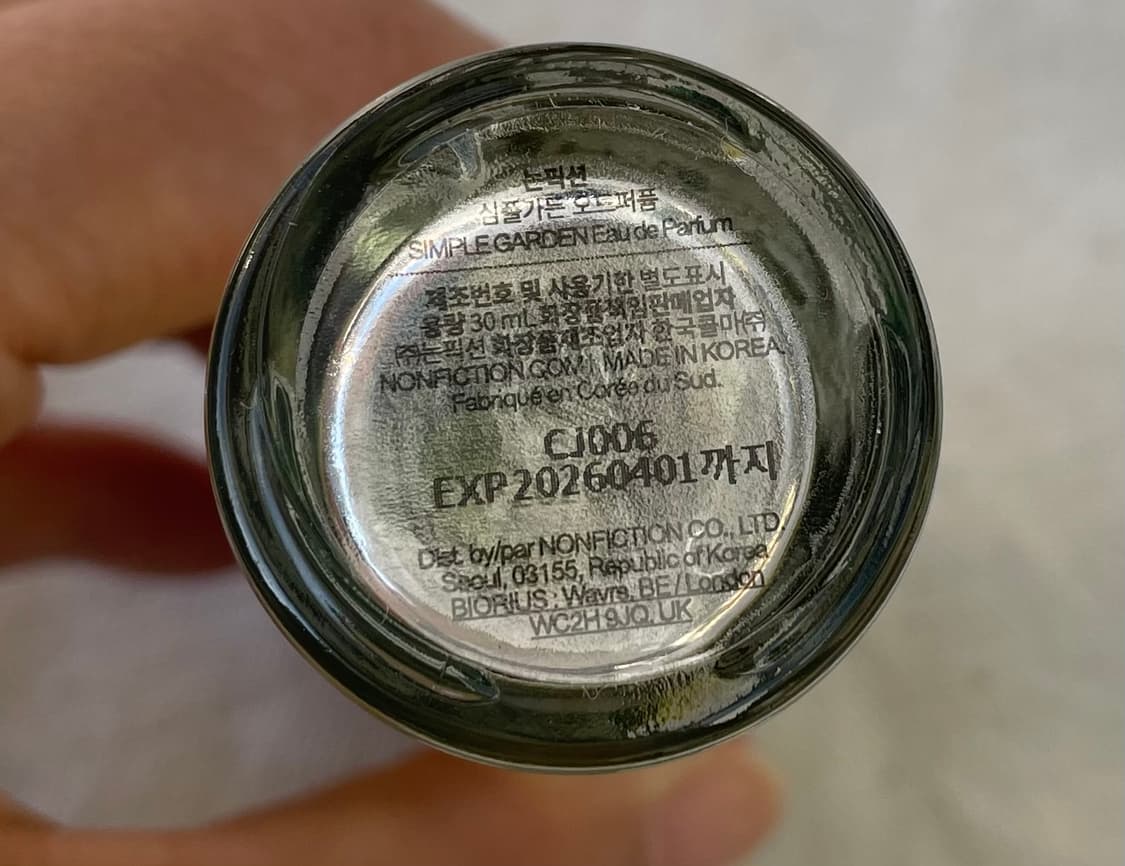 논픽션
심플가든 오드퍼퓸
SIMPLE GARDEN Eau de Parfum
제조번호 및 사용기한 별도표시
용량 30 mL 화장품책임판매업자
(주)논픽션 화장품제조업자 한국콜마(주)
NONFICTION.COM | MADE IN KOREA.
Fabriqué en Corée du Sud.
CJ006
EXP20260401까지
Dist. by/par NONFICTION CO., LTD.
Seoul, 03155, Republic of Korea
BIORIUS : Wavre, BE / London
WC2H 9JQ, UK